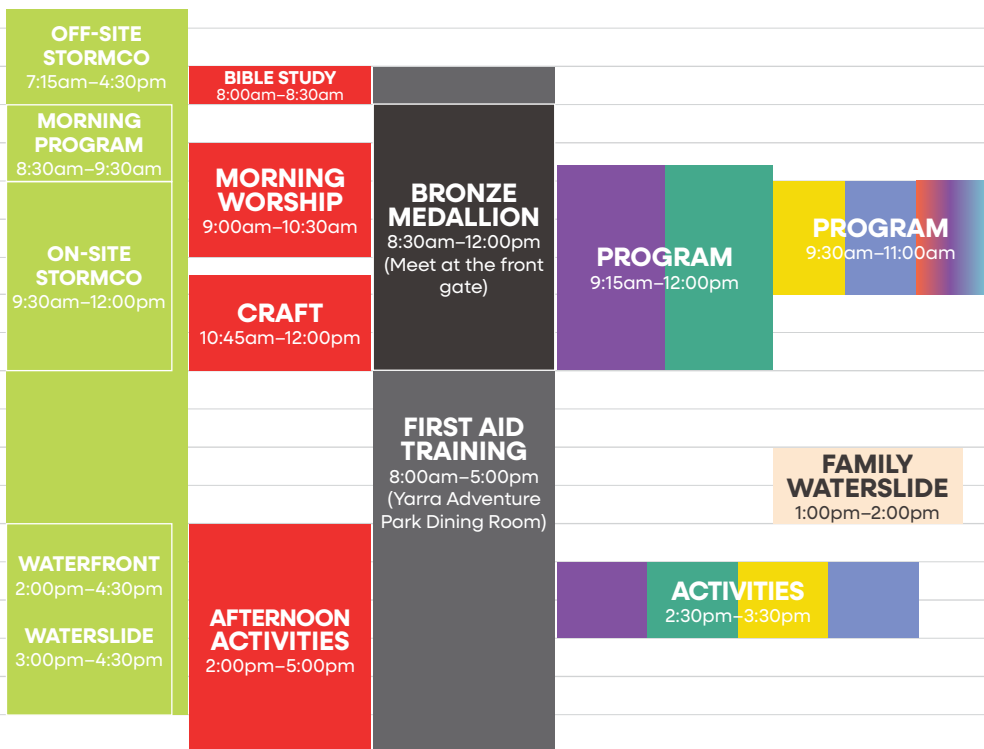 OFF-SITE
STORMCO
7:15am–4:30pm
MORNING
PROGRAM
8:30am–9:30am
ON-SITE
STORMCO
9:30am–12:00pm
WATERFRONT
2:00pm–4:30pm
WATERSLIDE
3:00pm–4:30pm
BIBLE STUDY
8:00am–8:30am
MORNING
WORSHIP
9:00am–10:30am
CRAFT
10:45am–12:00pm
AFTERNOON
ACTIVITIES
2:00pm–5:00pm
BRONZE
MEDALLION
8:30am–12:00pm
(Meet at the front
gate)
FIRST AID
TRAINING
8:00am–5:00pm
(Yarra Adventure
Park Dining Room)
PROGRAM
9:15am–12:00pm
PROGRAM
9:30am–11:00am
FAMILY
WATERSLIDE
1:00pm–2:00pm
ACTIVITIES
2:30pm–3:30pm